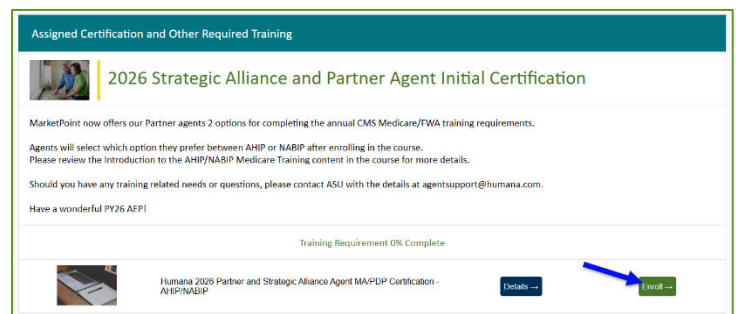 Assigned Certification and Other Required Training
2026 Strategic Alliance and Partner Agent Initial Certification
MarketPoint now offers our Partner agents 2 options for completing the annual CMS Medicare/FWA training requirements.
Agents will select which option they prefer between AHIP or NABIP after enrolling in the course.
Please review the Introduction to the AHIP/NABIP Medicare Training content in the course for more details.
Should you have any training related needs or questions, please contact ASU with the details at agentsupport@humana.com.
Have a wonderful PY26 AEP!
Training Requirement 0% Complete
Humana 2026 Partner and Strategic Alliance Agent MA/PDP Certification -
AHIP/NABIP
Details →
Enroll →